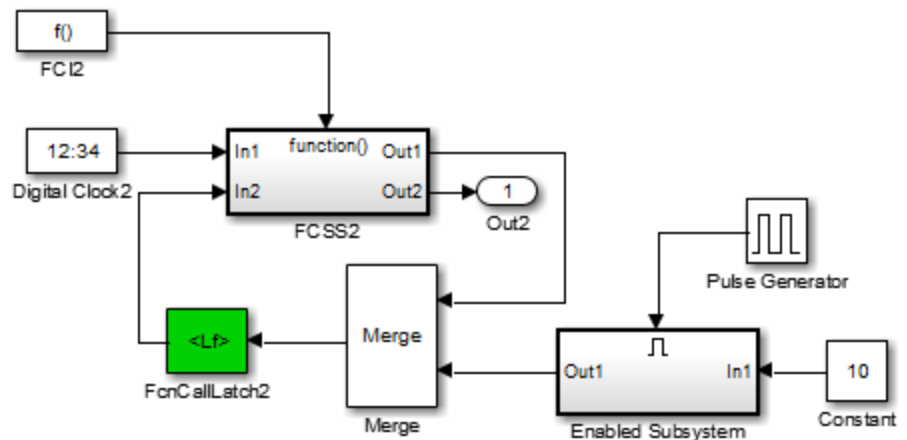 f()
FCI2
12:34
Digital Clock2
In1 function() Out1
In2 Out2
FCSS2
1
Out2
Pulse Generator
<Lf>
FcnCallLatch2
Merge
Merge
Out1 In1
Enabled Subsystem
10
Constant